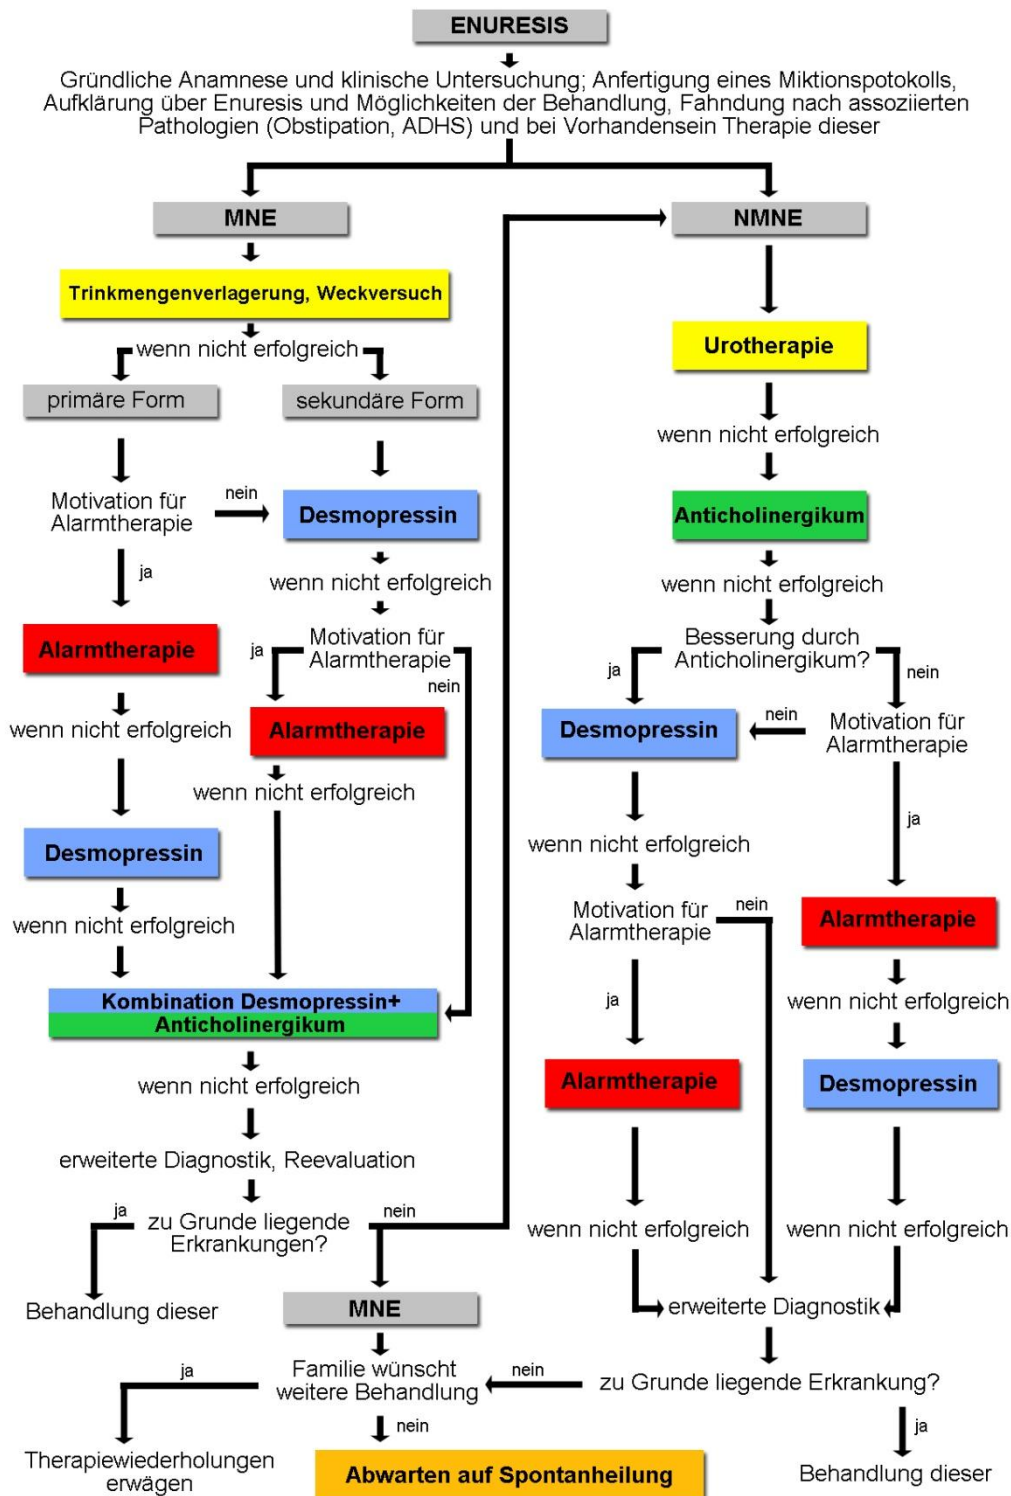 ENURESIS
Gründliche Anamnese und klinische Untersuchung; Anfertigung eines Miktionspotokolls,
Aufklärung über Enuresis und Möglichkeiten der Behandlung, Fahndung nach assoziierten
Pathologien (Obstipation, ADHS) und bei Vorhandensein Therapie dieser
MNE
Trinkmengenverlagerung, Weckversuch
wenn nicht erfolgreich
primäre Form
sekundäre Form
Motivation für
Alarmtherapie
nein
ja
Desmopressin
wenn nicht erfolgreich
Motivation für
Alarmtherapie
ja
nein
Alarmtherapie
wenn nicht erfolgreich
Alarmtherapie
wenn nicht erfolgreich
Desmopressin
wenn nicht erfolgreich
Kombination Desmopressin+
Anticholinergikum
wenn nicht erfolgreich
erweiterte Diagnostik, Reevaluation
zu Grunde liegende
Erkrankungen?
ja
nein
Behandlung dieser
MNE
Familie wünscht
weitere Behandlung
ja
nein
Therapiewiederholungen
erwägen
Abwarten auf Spontanheilung
NMNE
Urotherapie
wenn nicht erfolgreich
Anticholinergikum
wenn nicht erfolgreich
Besserung durch
Anticholinergikum?
ja
nein
Desmopressin
nein
Motivation für
Alarmtherapie
ja
wenn nicht erfolgreich
Motivation für
Alarmtherapie
nein
ja
Alarmtherapie
wenn nicht erfolgreich
Alarmtherapie
wenn nicht erfolgreich
Desmopressin
wenn nicht erfolgreich
erweiterte Diagnostik
zu Grunde liegende Erkrankung?
nein
ja
Behandlung dieser